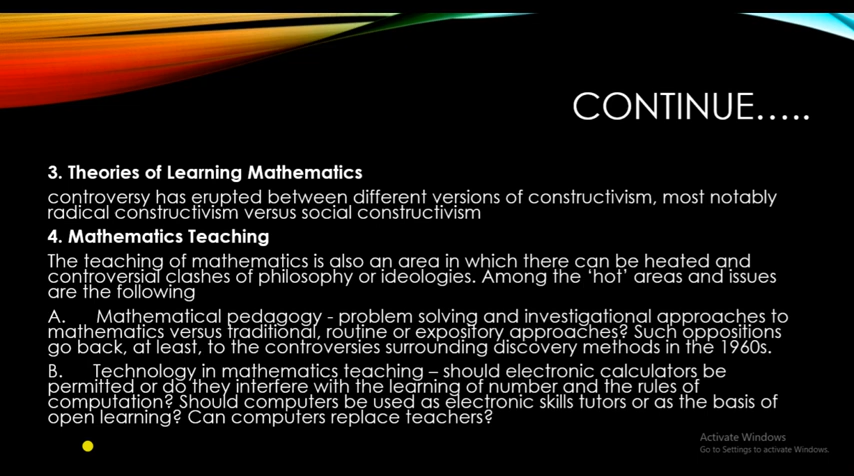 CONTINUE.....
3. Theories of Learning Mathematics
controversy has erupted between different versions of constructivism, most notably
radical constructivism versus social constructivism
4. Mathematics Teaching
The teaching of mathematics is also an area in which there can be heated and
controversial clashes of philosophy or ideologies. Among the ‘hot’ areas and issues
are the following
A. Mathematical pedagogy - problem solving and investigational approaches to
mathematics versus traditional, routine or expository approaches? Such oppositions
go back, at least, to the controversies surrounding discovery methods in the 1960s.
B. Technology in mathematics teaching – should electronic calculators be
permitted or do they interfere with the learning of number and the rules of
computation? Should computers be used as electronic skills tutors or as the basis of
open learning? Can computers replace teachers?
Activate Windows
Go to Settings to activate Windows.